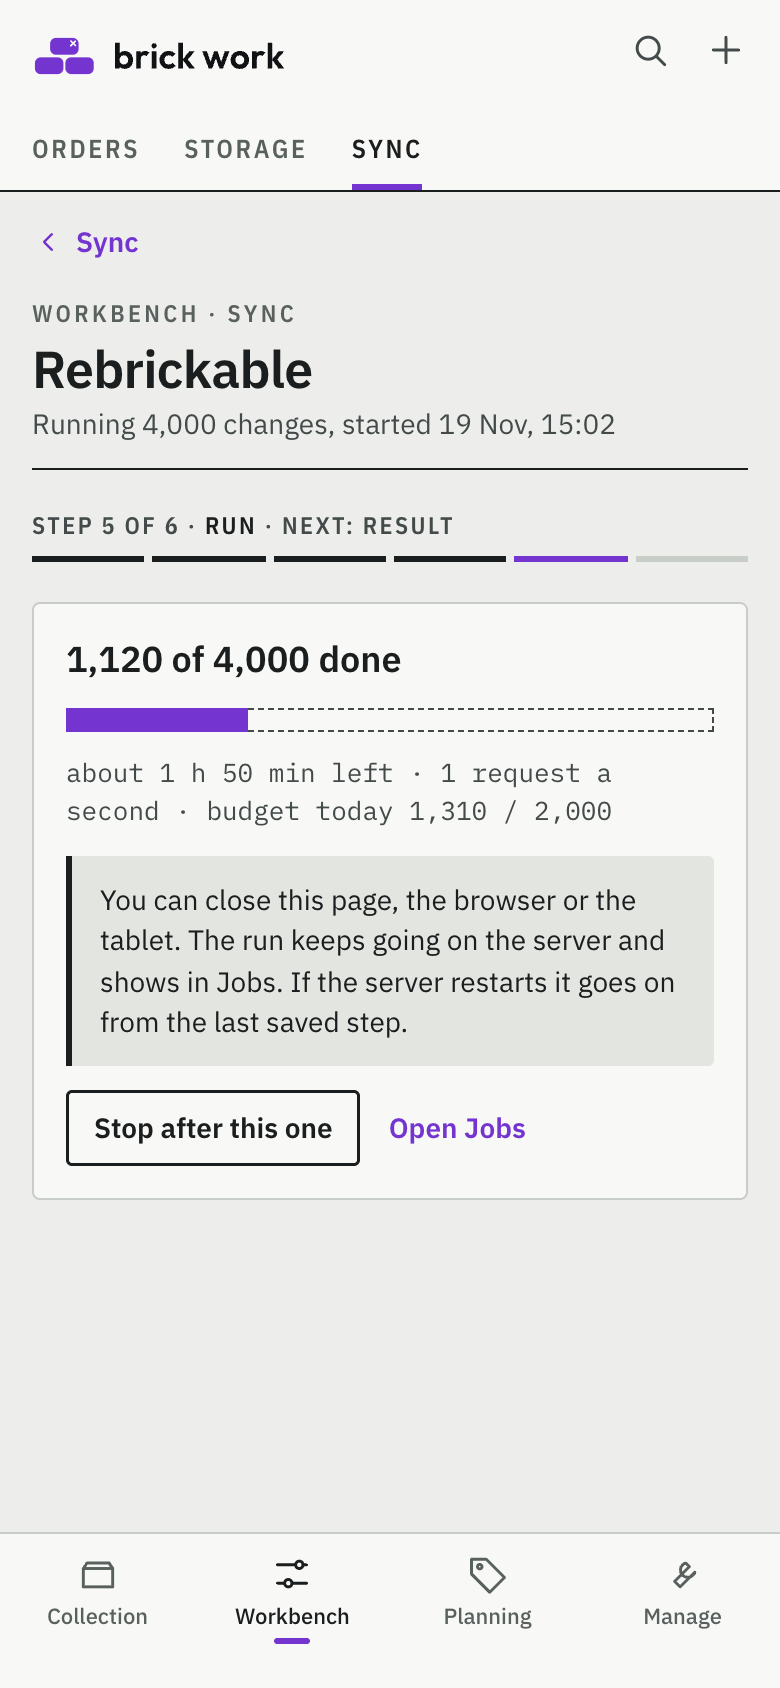 brick work
ORDERS STORAGE SYNC
Sync
WORKBENCH · SYNC
Rebrickable
Running 4,000 changes, started 19 Nov, 15:02
STEP 5 OF 6 · RUN · NEXT: RESULT
1,120 of 4,000 done
about 1 h 50 min left · 1 request a
second · budget today 1,310 / 2,000
You can close this page, the browser or the
tablet. The run keeps going on the server and
shows in Jobs. If the server restarts it goes on
from the last saved step.
Stop after this one Open Jobs
Collection Workbench Planning Manage